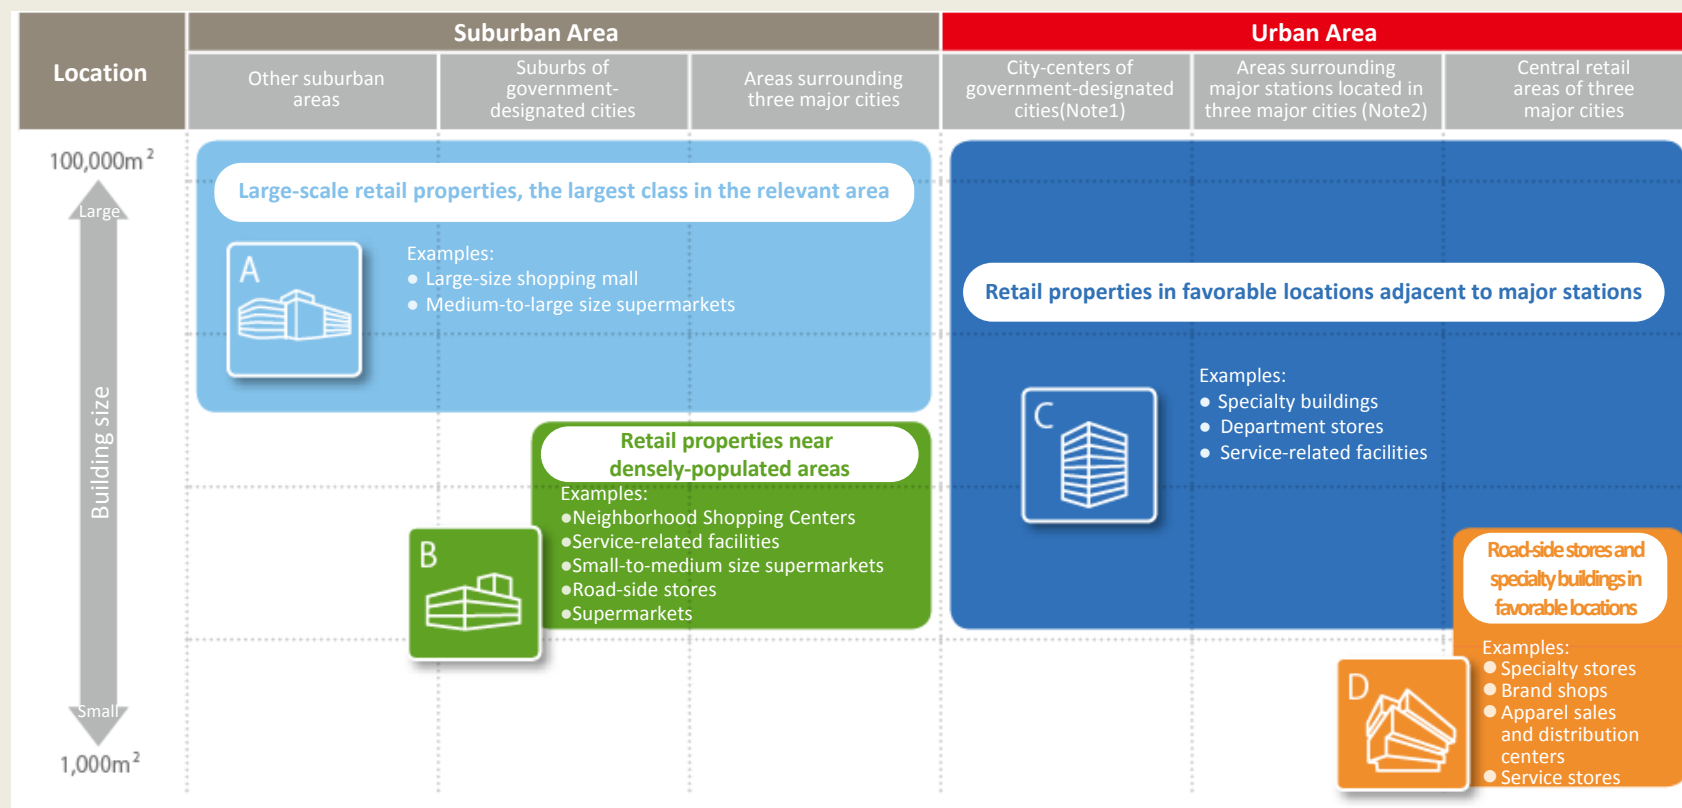 Location
Suburban Area
Urban Area
Other suburban
areas
Suburbs of
government-
designated cities
Areas surrounding
three major cities
City-centers of
government-designated
cities(Note1)
Areas surrounding
major stations located in
three major cities (Note2)
Central retail
areas of three
major cities
100,000m²
Large
Building size
Small
1,000m²
Large-scale retail properties, the largest class in the relevant area
A
Examples:
● Large-size shopping mall
● Medium-to-large size supermarkets
Retail properties near
densely-populated areas
B
Examples:
●Neighborhood Shopping Centers
●Service-related facilities
●Small-to-medium size supermarkets
●Road-side stores
●Supermarkets
Retail properties in favorable locations adjacent to major stations
C
Examples:
● Specialty buildings
● Department stores
● Service-related facilities
Road-side stores and
specialty buildings in
favorable locations
D
Examples:
● Specialty stores
● Brand shops
● Apparel sales
and distribution
centers
● Service stores